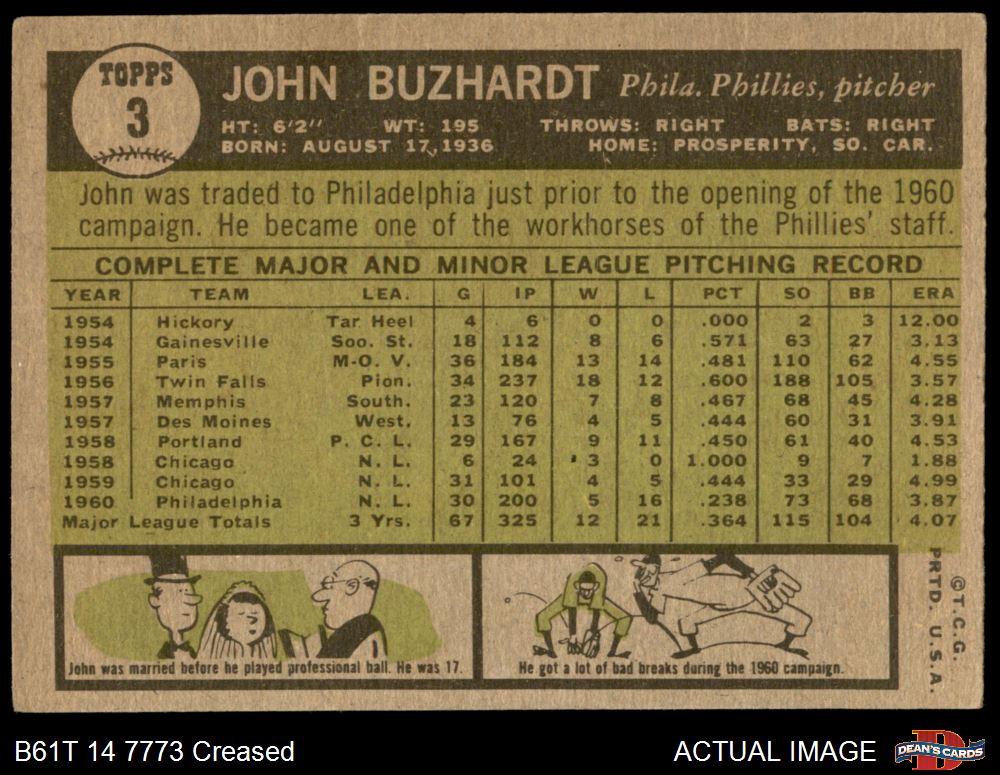 TOPPS
3
JOHN BUZHARDT Phila. Phillies, pitcher
HT: 6'2" WT: 195 THROWS: RIGHT BATS: RIGHT
BORN: AUGUST 17, 1936 HOME: PROSPERITY, SO. CAR.
John was traded to Philadelphia just prior to the opening of the 1960
campaign. He became one of the workhorses of the Phillies' staff.
COMPLETE MAJOR AND MINOR LEAGUE PITCHING RECORD
YEAR TEAM LEA. G IP W L PCT SO BB ERA
1954 Hickory Tar Heel 4 6 0 0 .000 2 3 12.00
1954 Gainesville Soo. St. 18 112 8 6 .571 63 27 3.13
1955 Paris M-O. V. 36 184 13 14 .481 110 62 4.55
1956 Twin Falls Pion. 34 237 18 12 .600 188 105 3.57
1957 Memphis South. 23 120 7 8 .467 68 45 4.28
1957 Des Moines West. 13 76 4 5 .444 60 31 3.91
1958 Portland P. C. L. 29 167 9 11 .450 61 40 4.53
1958 Chicago N. L. 6 24 3 0 1.000 9 7 1.88
1959 Chicago N. L. 31 101 4 5 .444 33 29 4.99
1960 Philadelphia N. L. 30 200 5 16 .238 73 68 3.87
Major League Totals 3 Yrs. 67 325 12 21 .364 115 104 4.07
John was married before he played professional ball. He was 17.
He got a lot of bad breaks during the 1960 campaign.
©T.C.G.
PRTD. U.S.A.
B61T 14 7773 Creased
ACTUAL IMAGE
D
DEAN'S CARDS